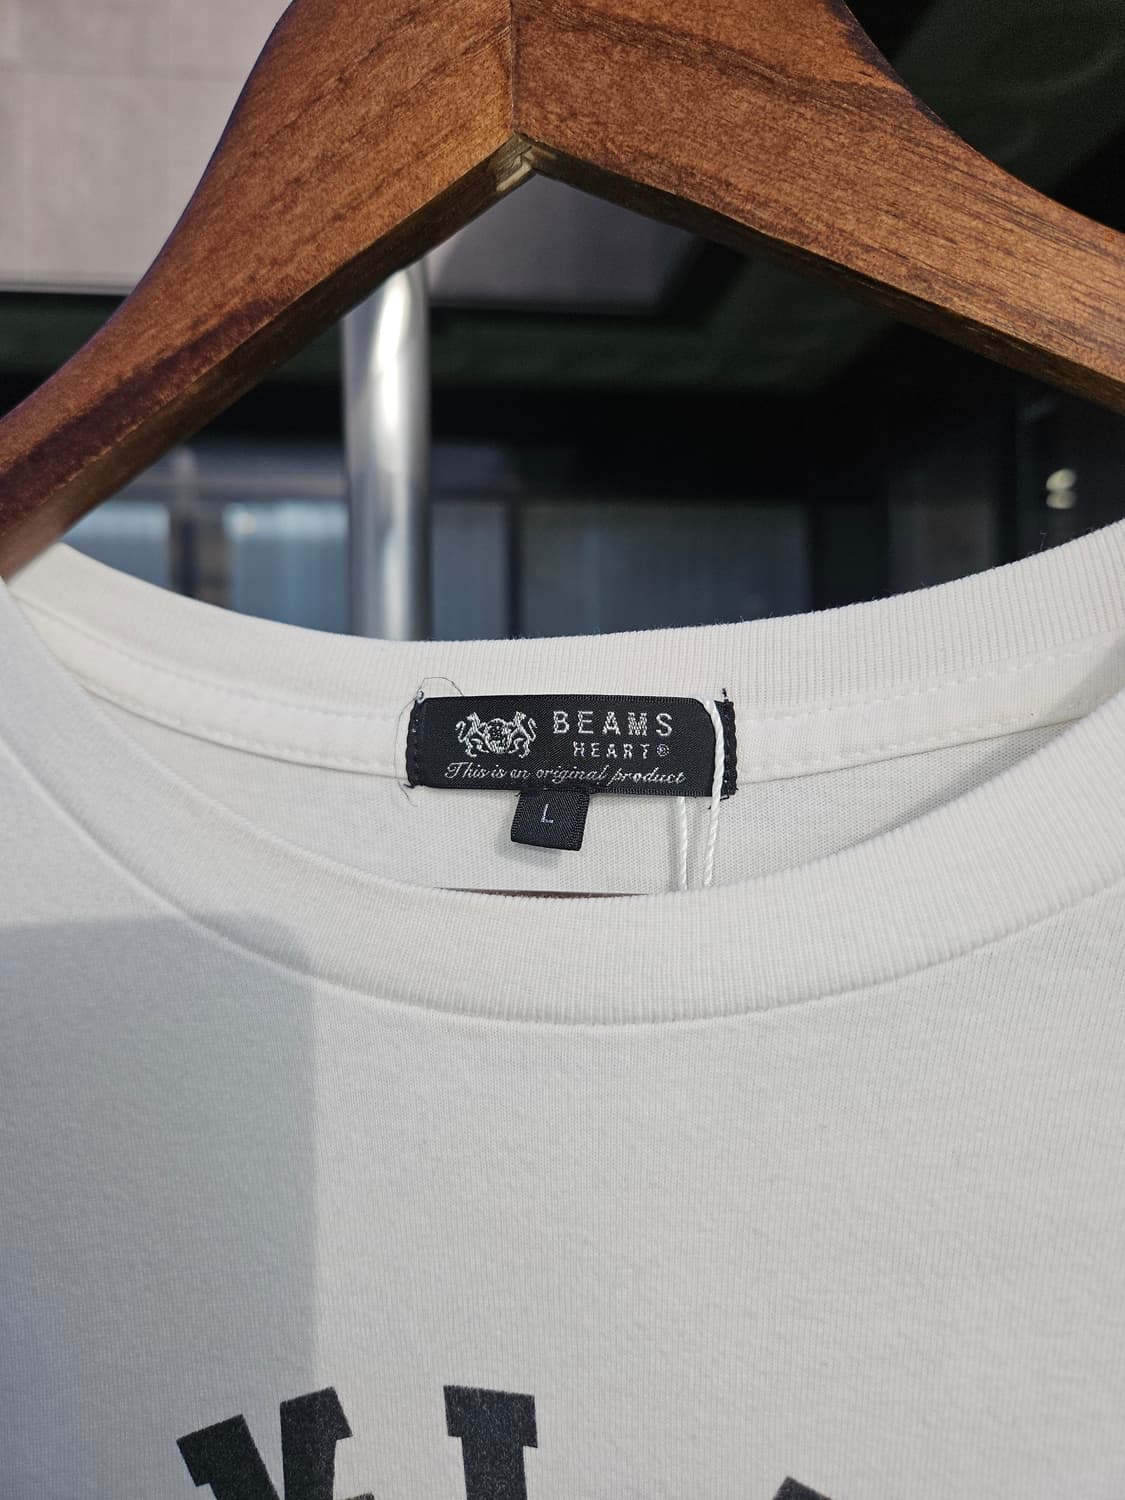 BEAMS
HEART®
This is an original product
L